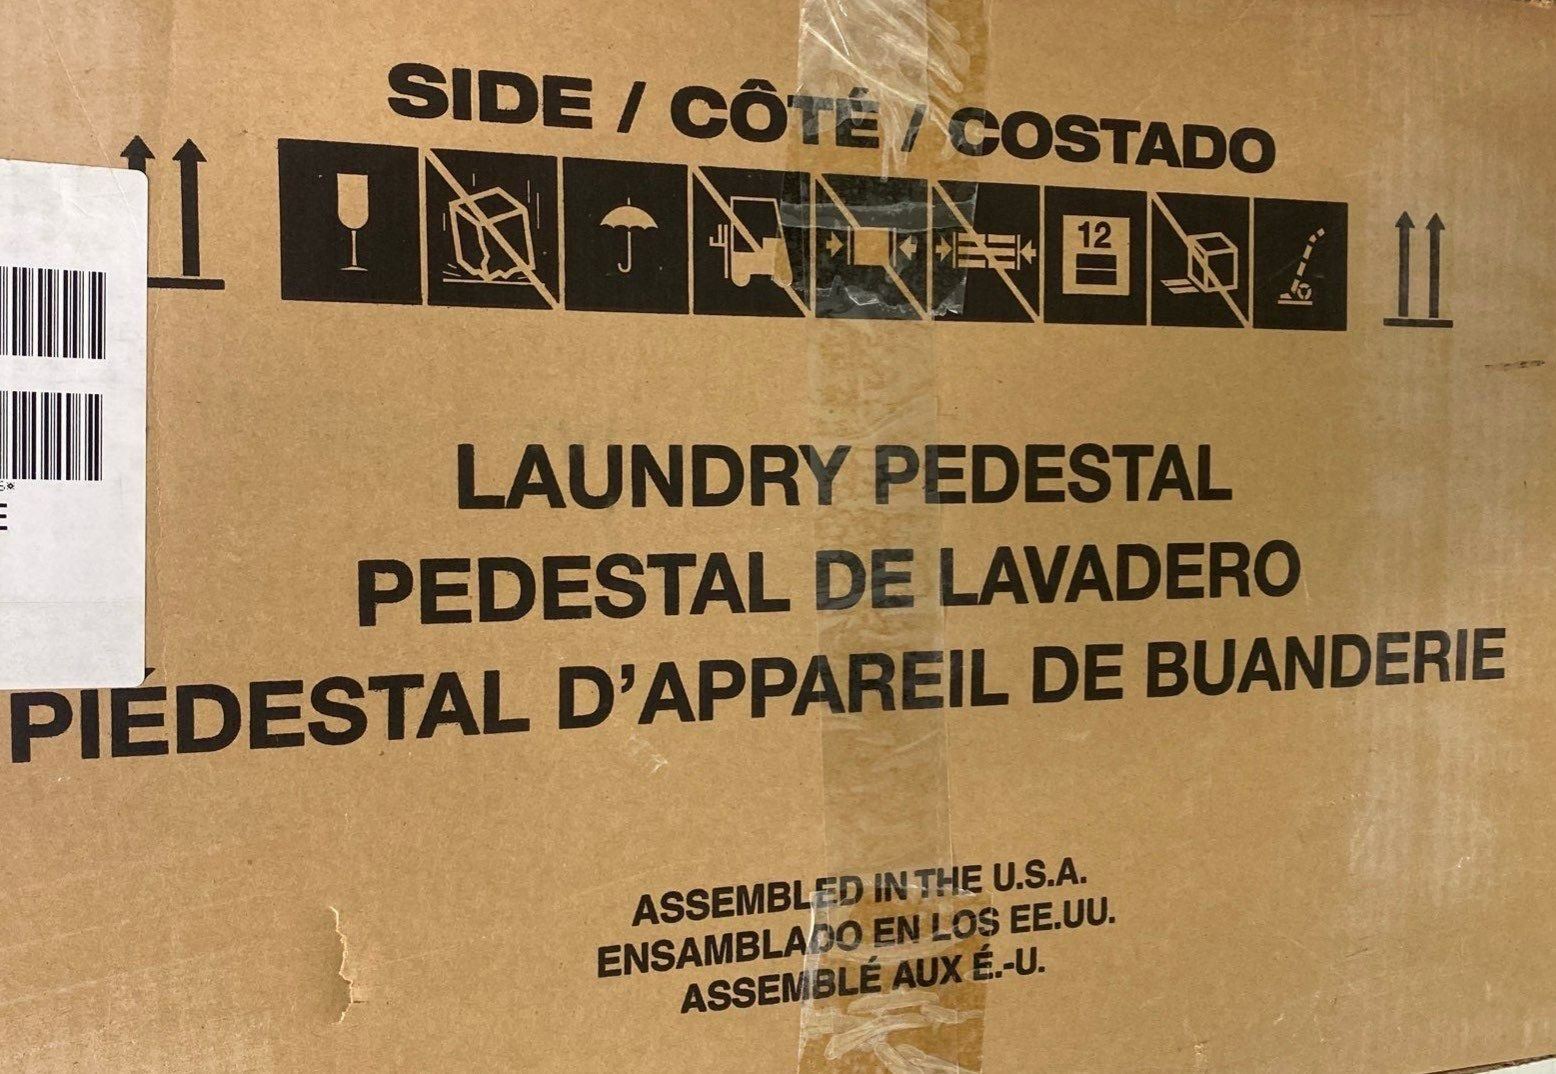 SIDE / CÔTÉ / COSTADO
12
LAUNDRY PEDESTAL
PEDESTAL DE LAVADERO
PIÉDESTAL D'APPAREIL DE BUANDERIE
ASSEMBLED IN THE U.S.A.
ENSAMBLADO EN LOS EE.UU.
ASSEMBLÉ AUX É.-U.